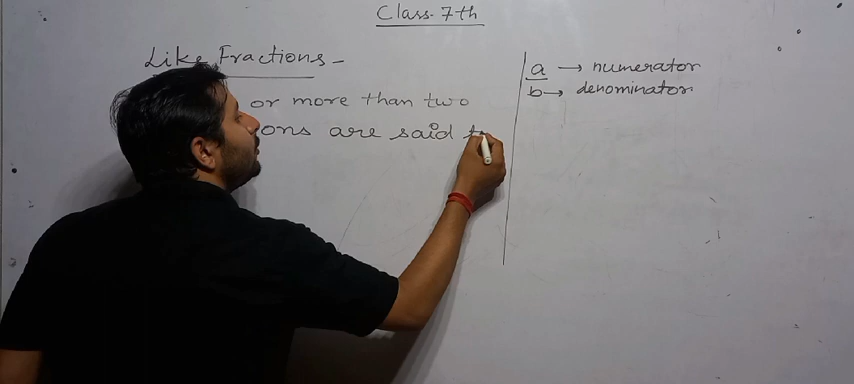 Class-7th
Like Fractions-
or more than two
ons are said
a → numerator
b → denominator